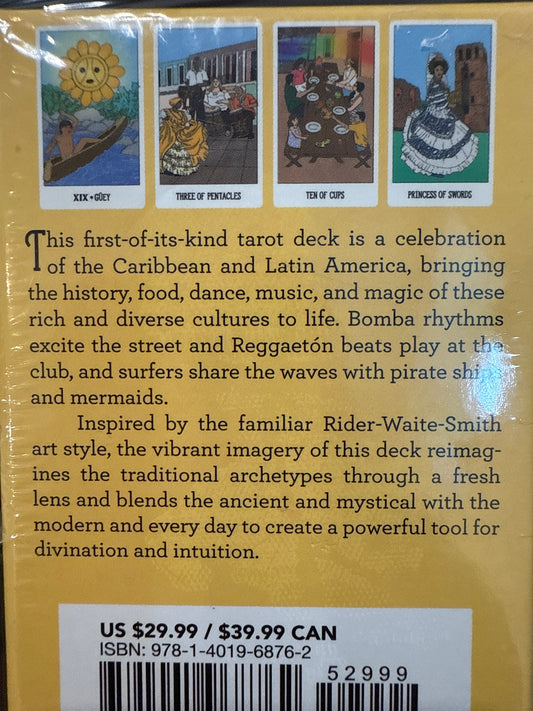 XIX • GÜEY
THREE OF PENTACLES
TEN OF CUPS
PRINCESS OF SWORDS
This first-of-its-kind tarot deck is a celebration
of the Caribbean and Latin America, bringing
the history, food, dance, music, and magic of these
rich and diverse cultures to life. Bomba rhythms
excite the street and Reggaetón beats play at the
club, and surfers share the waves with pirate ships
and mermaids.
Inspired by the familiar Rider-Waite-Smith
art style, the vibrant imagery of this deck reimag-
ines the traditional archetypes through a fresh
lens and blends the ancient and mystical with the
modern and every day to create a powerful tool for
divination and intuition.
US $29.99 / $39.99 CAN
ISBN: 978-1-4019-6876-2
52999